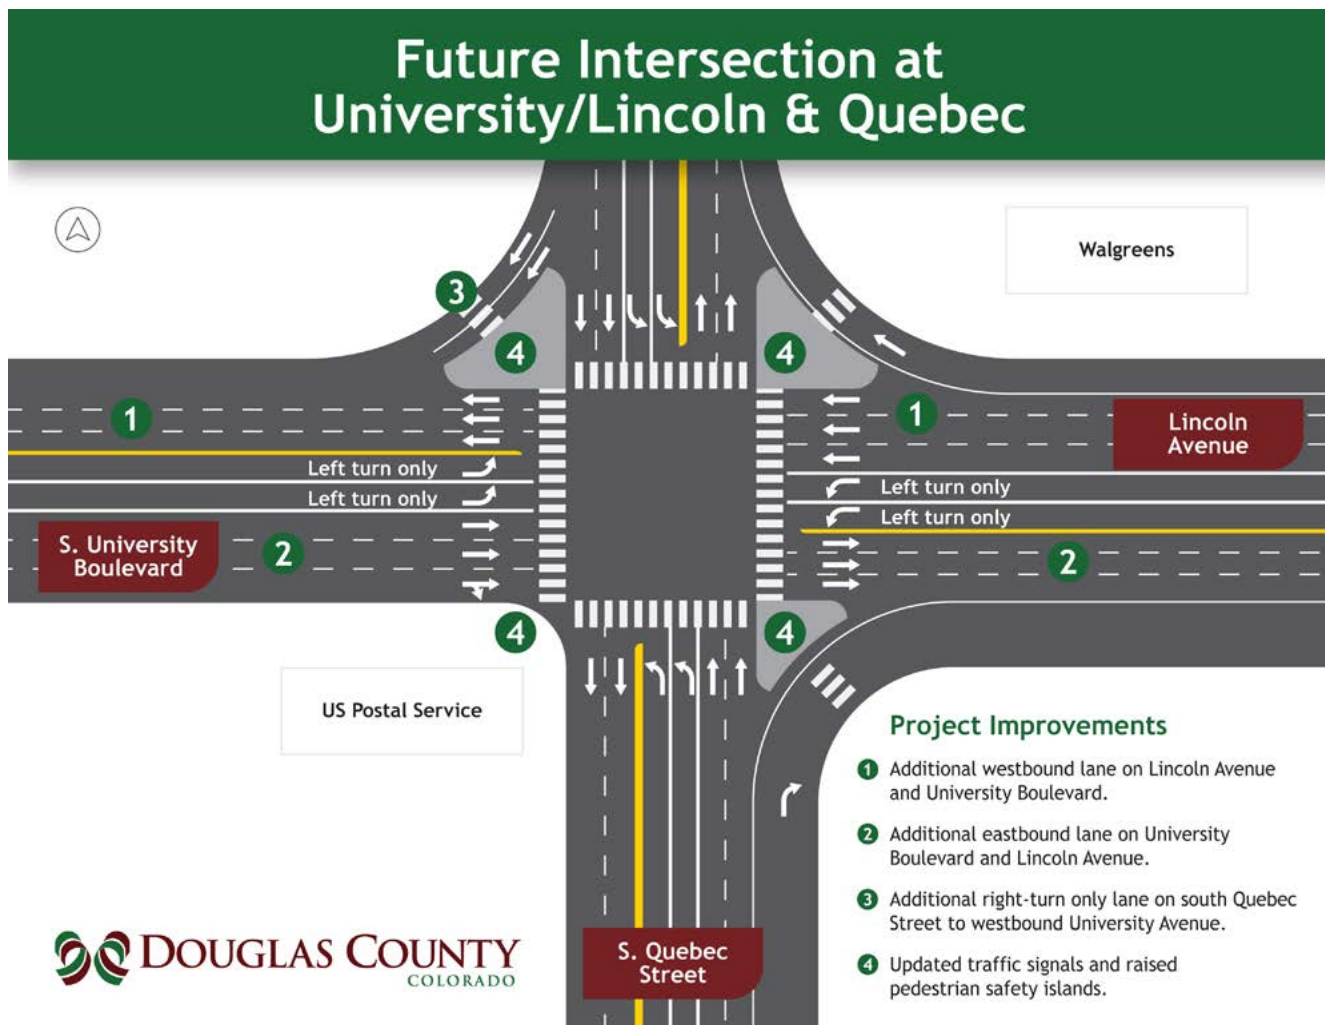 Future Intersection at
University/Lincoln & Quebec
Walgreens
3
4
4
1
1
Lincoln
Avenue
Left turn only
Left turn only
Left turn only
Left turn only
S. University
Boulevard
2
2
4
4
US Postal Service
Project Improvements
1 Additional westbound lane on Lincoln Avenue
and University Boulevard.
2 Additional eastbound lane on University
Boulevard and Lincoln Avenue.
3 Additional right-turn only lane on south Quebec
Street to westbound University Avenue.
4 Updated traffic signals and raised
pedestrian safety islands.
DOUGLAS COUNTY
COLORADO
S. Quebec
Street